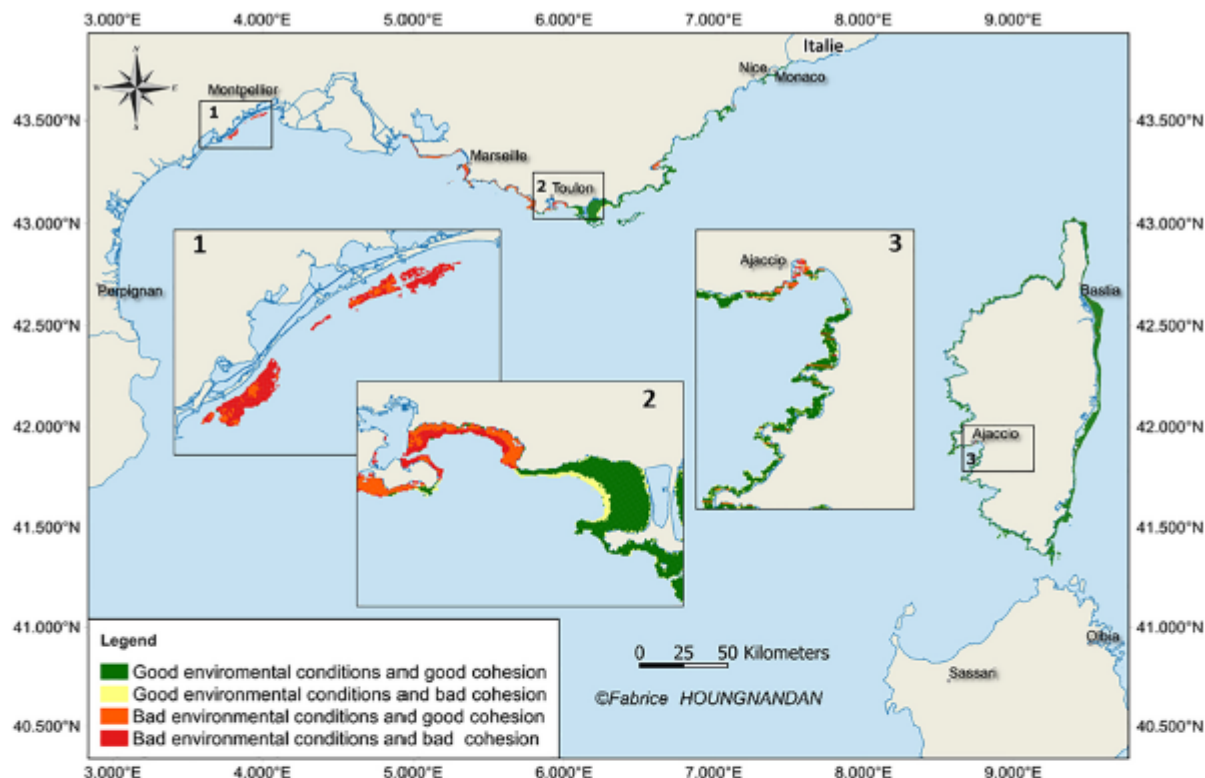 3.000°E 4.000°E 5.000°E 6.000°E 7.000°E 8.000°E 9.000°E
Italie
Nice
Monaco
N
W E
S
Montpellier
1
43.500°N 43.500°N
Marseille
2 Toulon
43.000°N 43.000°N
1
3
Ajaccio
Perpignan
Bastia
42.500°N 42.500°N
2
42.000°N 42.000°N
Ajaccio
3
41.500°N 41.500°N
41.000°N 41.000°N
Olbia
Sassari
Legend
Good enviromental conditions and good cohesion
Good environmental conditions and bad cohesion
Bad environmental conditions and good cohesion
Bad environmental conditions and bad cohesion
0 25 50 Kilometers
©Fabrice HOUNGNANDAN
40.500°N 40.500°N
3.000°E 4.000°E 5.000°E 6.000°E 7.000°E 8.000°E 9.000°E